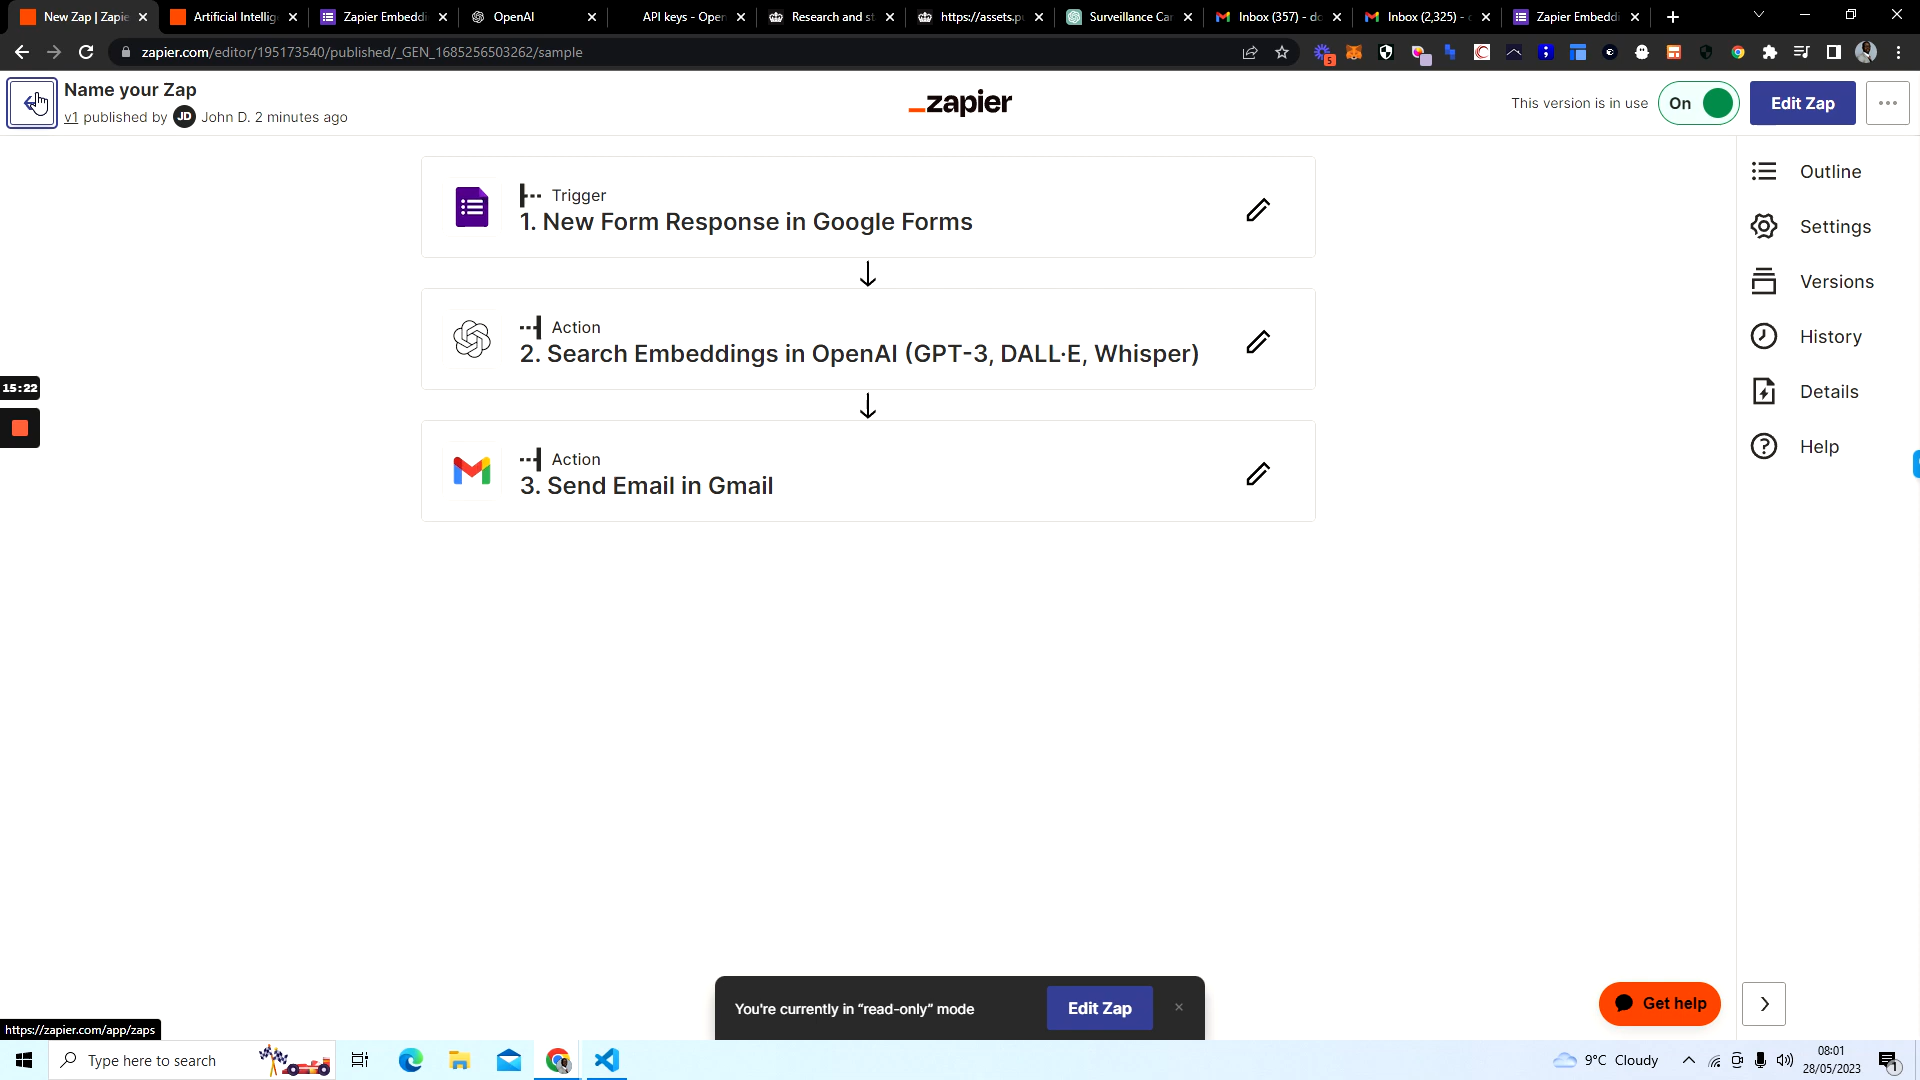 New Zap | Zapie
Artificial Intellig
Zapier Embeddi
OpenAI
API keys - Open
Research and st
https://assets.p
Surveillance Ca
Inbox (357) - do
Inbox (2,325) -
Zapier Embeddi
zapier.com/editor/195173540/published/_GEN_1685256503262/sample
5
Name your Zap
v1 published by JD John D. 2 minutes ago
_zapier
This version is in use
On
Edit Zap
Trigger
1. New Form Response in Google Forms
Action
2. Search Embeddings in OpenAI (GPT-3, DALL·E, Whisper)
Action
3. Send Email in Gmail
Outline
Settings
Versions
History
Details
Help
15:22
You're currently in “read-only” mode
Edit Zap
Get help
https://zapier.com/app/zaps
Type here to search
9°C Cloudy
08:01
28/05/2023
1